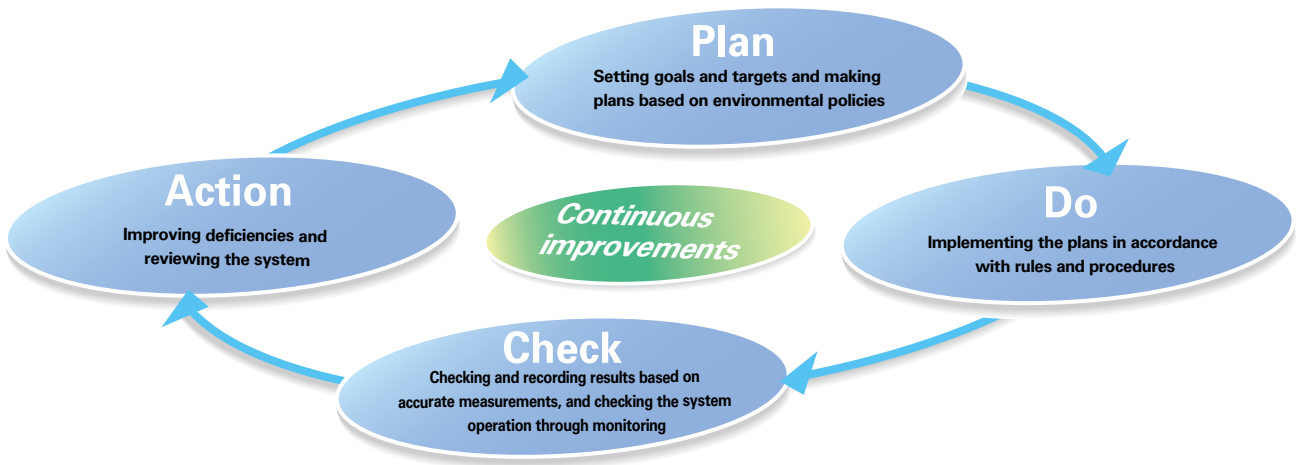 Plan
Setting goals and targets and making
plans based on environmental policies
Action
Improving deficiencies and
reviewing the system
Continuous
improvements
Do
Implementing the plans in accordance
with rules and procedures
Check
Checking and recording results based on
accurate measurements, and checking the system
operation through monitoring